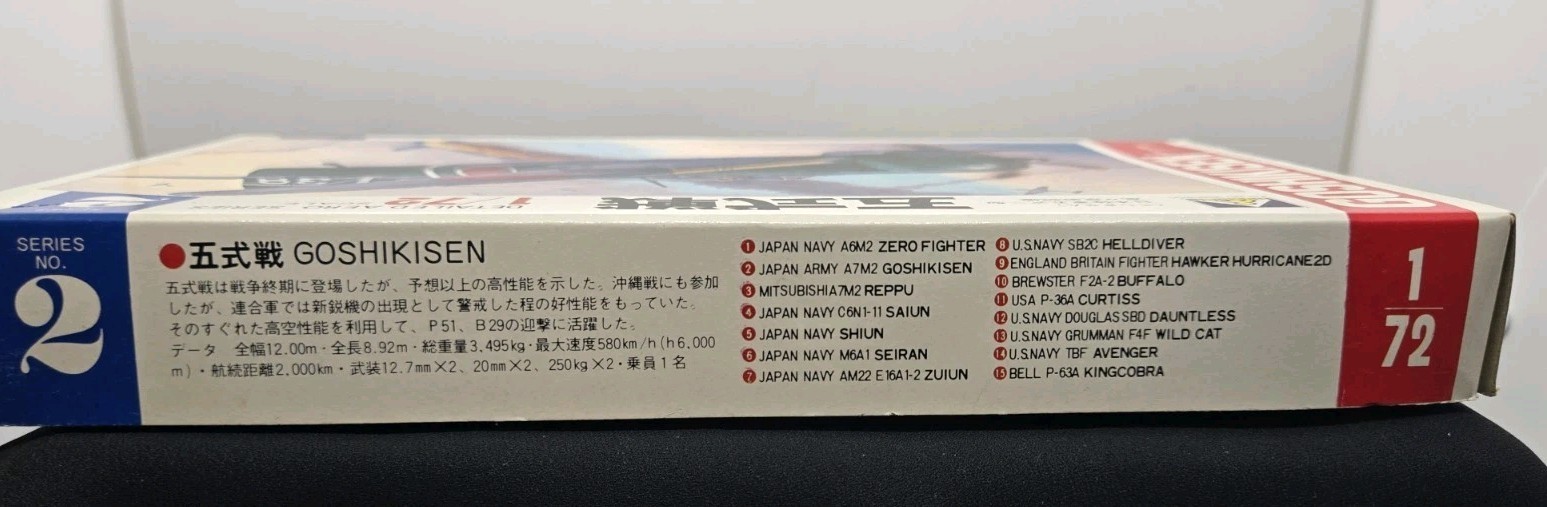 五式戦
1/72
SERIES
NO.
2
●五式戦 GOSHIKISEN
五式戦は戦争終期に登場したが、予想以上の高性能を示した。沖縄戦にも参加
したが、連合軍では新鋭機の出現として警戒した程の好性能をもっていた。
そのすぐれた高空性能を利用して、P51、B29の迎撃に活躍した。
データ 全幅12.00m・全長8.92m・総重量3,495kg・最大速度580km/h(h6.000
m)・航続距離2,000km・武装12.7mm×2、20mm×2、250kg×2・乗員1名
1 JAPAN NAVY A6M2 ZERO FIGHTER
2 JAPAN ARMY A7M2 GOSHIKISEN
3 MITSUBISHI A7M2 REPPU
4 JAPAN NAVY C6N1-11 SAIUN
5 JAPAN NAVY SHIUN
6 JAPAN NAVY M6A1 SEIRAN
7 JAPAN NAVY AM22 E16A1-2 ZUIUN
8 U.S.NAVY SB2C HELLDIVER
9 ENGLAND BRITAIN FIGHTER HAWKER HURRICANE2D
10 BREWSTER F2A-2 BUFFALO
11 USA P-36A CURTISS
12 U.S.NAVY DOUGLAS SBD DAUNTLESS
13 U.S.NAVY GRUMMAN F4F WILD CAT
14 U.S.NAVY TBF AVENGER
15 BELL P-63A KINGCOBRA
1
72